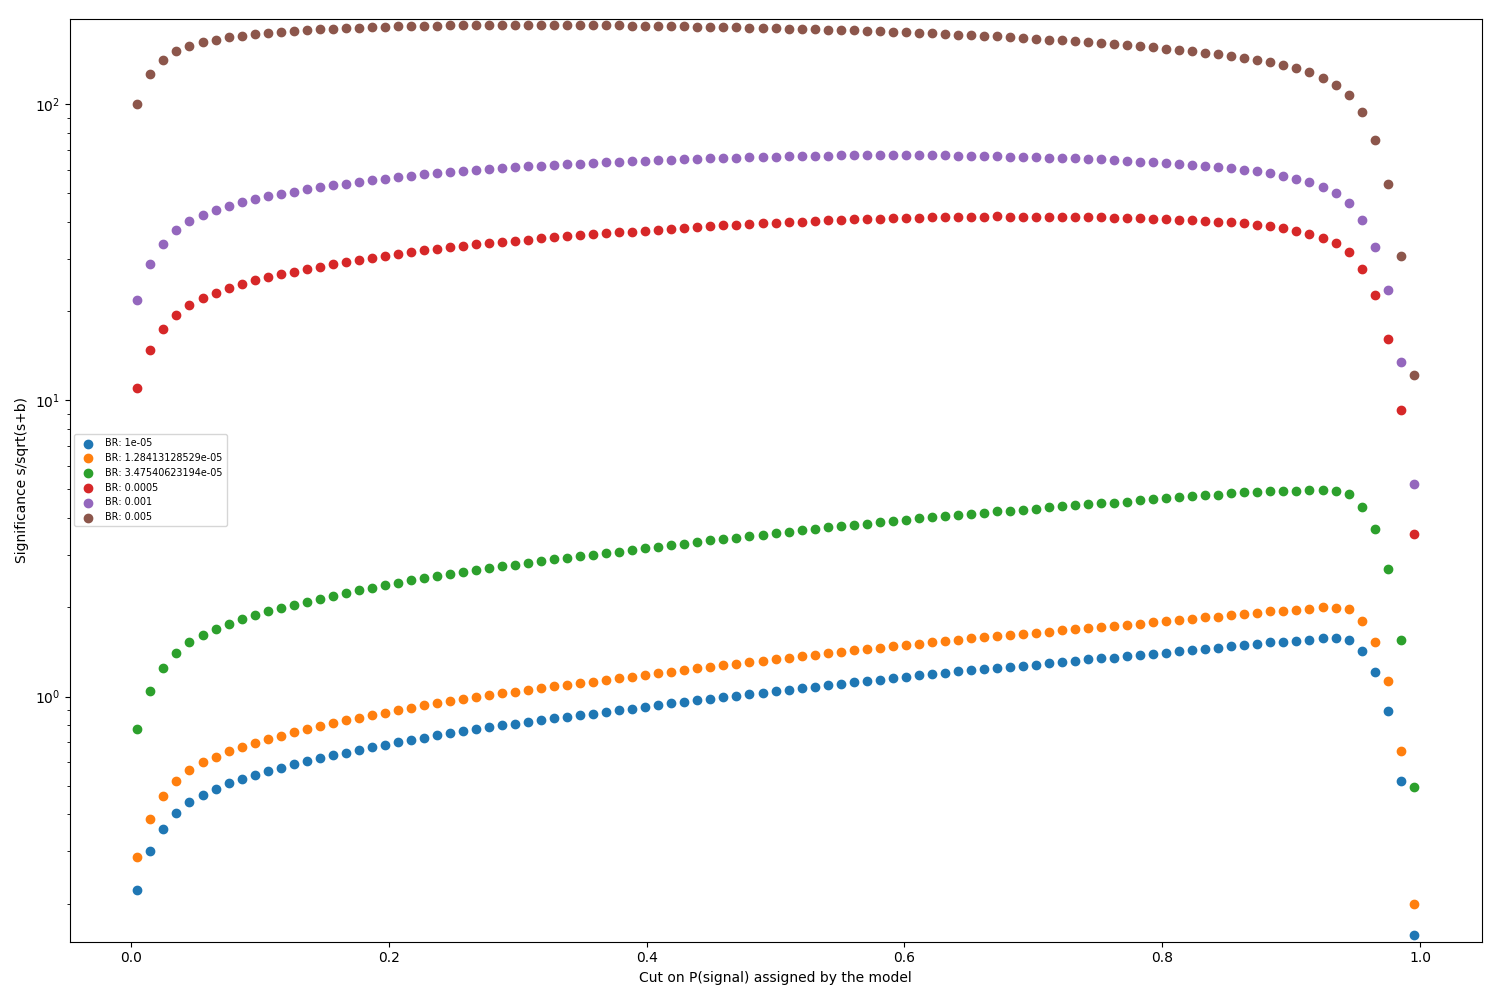 Significance s/sqrt(s+b)
10²
10¹
10⁰
BR: 1e-05
BR: 1.28413128529e-05
BR: 3.47540623194e-05
BR: 0.0005
BR: 0.001
BR: 0.005
0.0 0.2 0.4 0.6 0.8 1.0
Cut on P(signal) assigned by the model